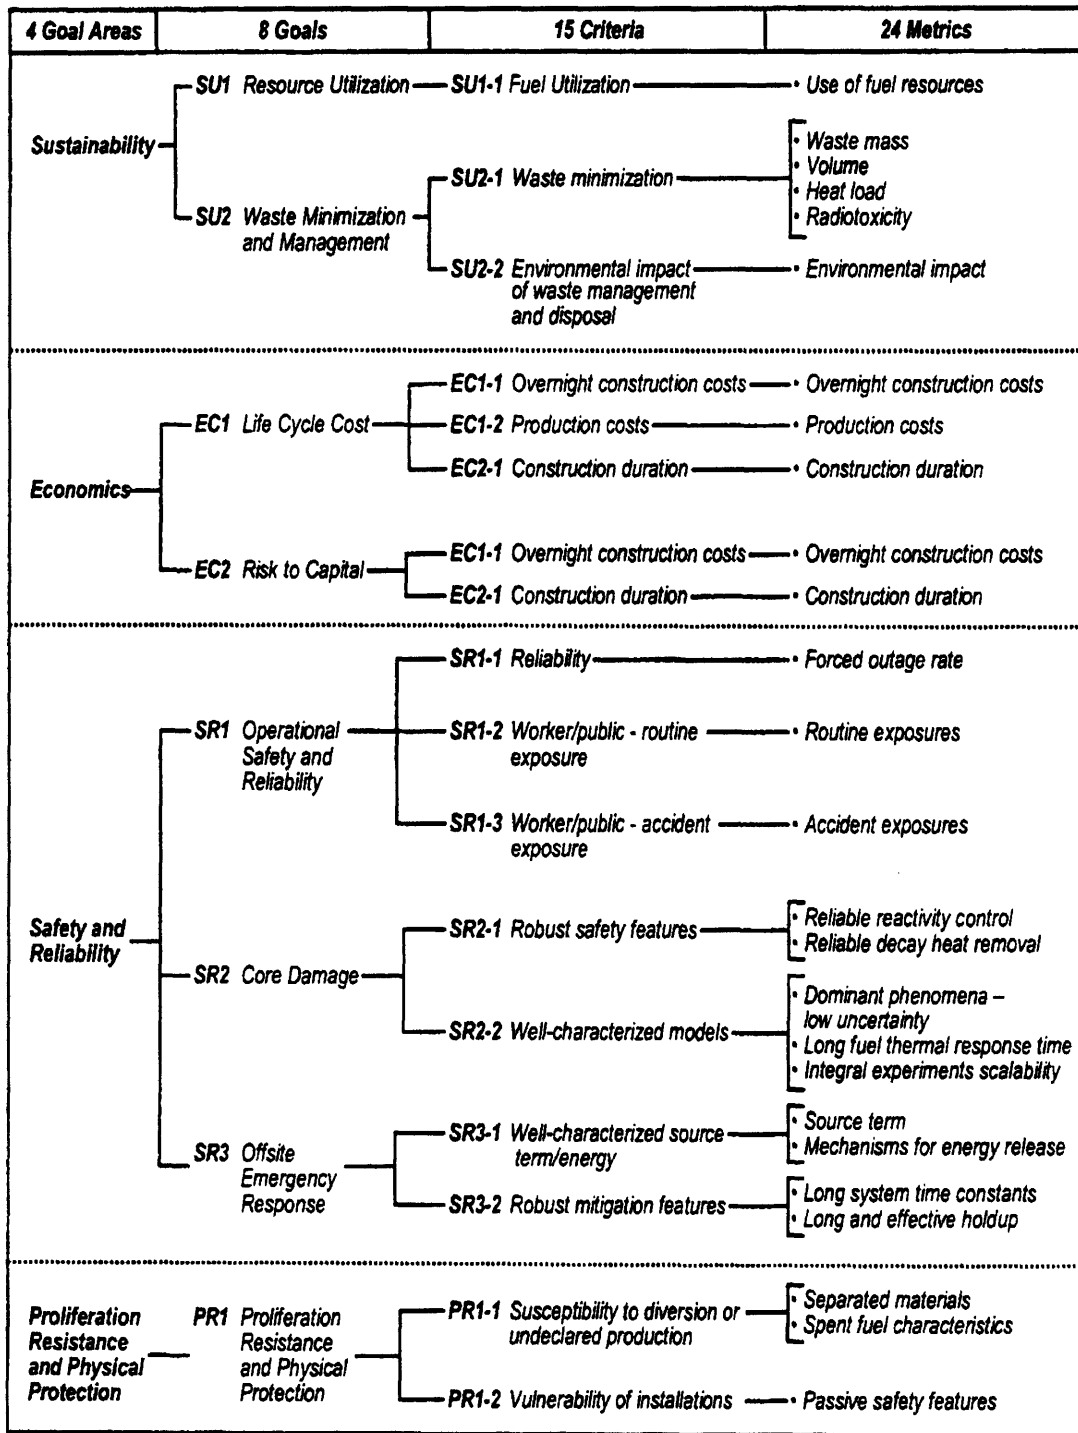 4 Goal Areas 8 Goals 15 Criteria 24 Metrics
SU1 Resource Utilization SU1-1 Fuel Utilization · Use of fuel resources
Sustainability
· Waste mass
SU2-1 Waste minimization · Volume
· Heat load
SU2 Waste Minimization · Radiotoxicity
and Management
SU2-2 Environmental impact · Environmental impact
of waste management
and disposal
EC1-1 Overnight construction costs · Overnight construction costs
EC1 Life Cycle Cost EC1-2 Production costs · Production costs
EC2-1 Construction duration · Construction duration
Economics
EC1-1 Overnight construction costs · Overnight construction costs
EC2 Risk to Capital
EC2-1 Construction duration · Construction duration
SR1-1 Reliability · Forced outage rate
SR1 Operational SR1-2 Worker/public - routine · Routine exposures
Safety and exposure
Reliability
SR1-3 Worker/public - accident · Accident exposures
exposure
Safety and
Reliability
SR2-1 Robust safety features · Reliable reactivity control
· Reliable decay heat removal
SR2 Core Damage
· Dominant phenomena –
low uncertainty
SR2-2 Well-characterized models · Long fuel thermal response time
· Integral experiments scalability
SR3-1 Well-characterized source · Source term
term/energy · Mechanisms for energy release
SR3 Offsite
Emergency
Response
SR3-2 Robust mitigation features · Long system time constants
· Long and effective holdup
Proliferation PR1 Proliferation PR1-1 Susceptibility to diversion or · Separated materials
Resistance Resistance undeclared production · Spent fuel characteristics
and Physical and Physical
Protection Protection PR1-2 Vulnerability of installations · Passive safety features